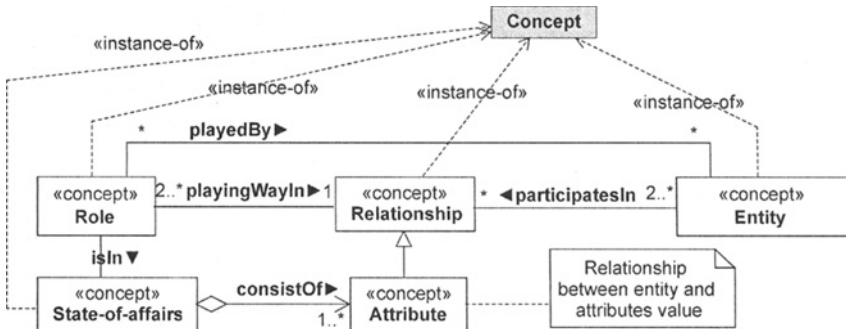 Concept
«instance-of»
«instance-of»
«instance-of»
«instance-of»
* playedBy▶ *
«concept»
Role
2..* playingWayIn▶ 1
«concept»
Relationship
* ◀participatesIn 2..*
«concept»
Entity
isIn▼
«concept»
State-of-affairs
consistOf▶
1..*
«concept»
Attribute
Relationship
between entity and
attributes value